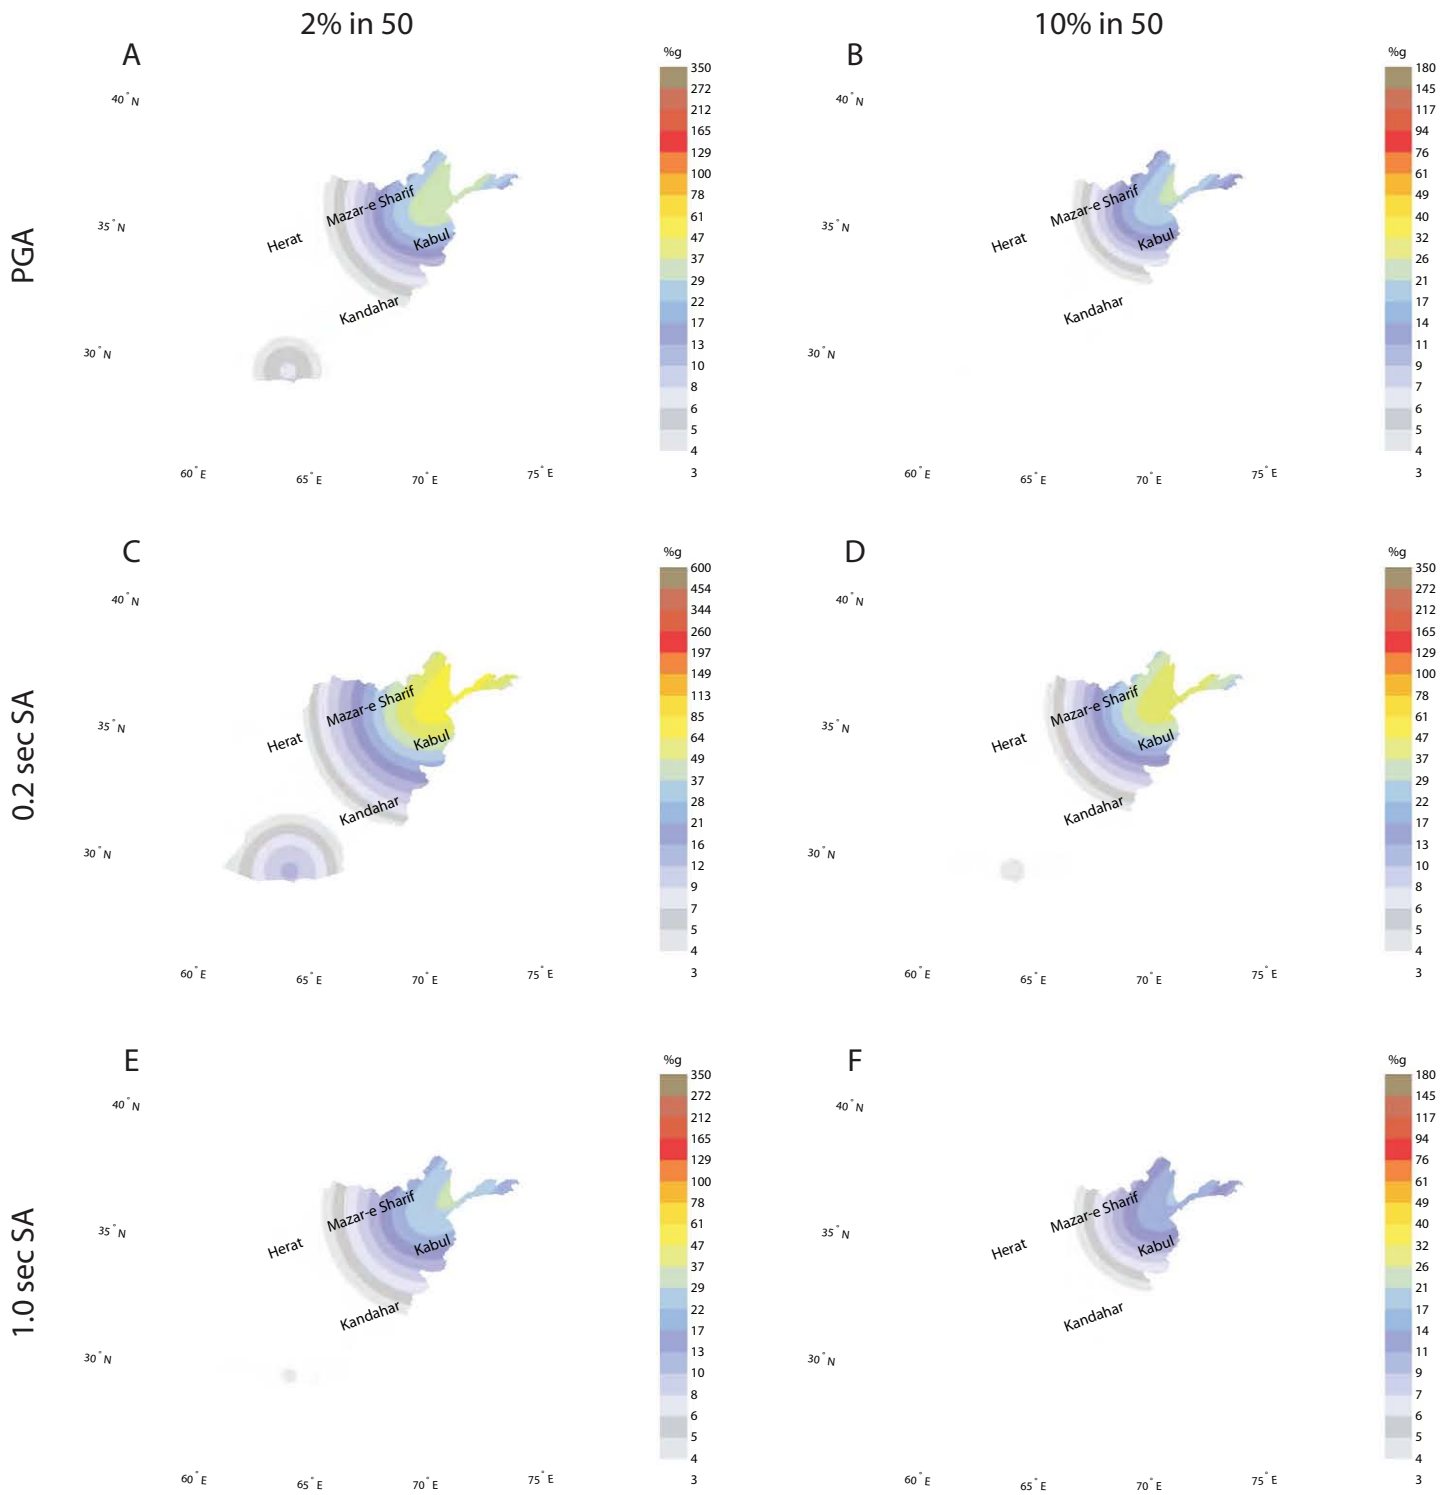 2% in 50
10% in 50
PGA
A
%g
350
272
212
165
129
100
78
61
47
37
29
22
17
13
10
8
6
5
4
3
40° N
35° N
30° N
60° E
65° E
70° E
75° E
Mazar-e Sharif
Herat
Kabul
Kandahar
B
%g
180
145
117
94
76
61
49
40
32
26
21
17
14
11
9
7
6
5
4
3
40° N
35° N
30° N
60° E
65° E
70° E
75° E
Mazar-e Sharif
Herat
Kabul
Kandahar
0.2 sec SA
C
%g
600
454
344
260
197
149
113
85
64
49
37
28
21
16
12
9
7
5
4
3
40° N
35° N
30° N
60° E
65° E
70° E
75° E
Mazar-e Sharif
Herat
Kabul
Kandahar
D
%g
350
272
212
165
129
100
78
61
47
37
29
22
17
13
10
8
6
5
4
3
40° N
35° N
30° N
60° E
65° E
70° E
75° E
Mazar-e Sharif
Herat
Kabul
Kandahar
1.0 sec SA
E
%g
350
272
212
165
129
100
78
61
47
37
29
22
17
13
10
8
6
5
4
3
40° N
35° N
30° N
60° E
65° E
70° E
75° E
Mazar-e Sharif
Herat
Kabul
Kandahar
F
%g
180
145
117
94
76
61
49
40
32
26
21
17
14
11
9
7
6
5
4
3
40° N
35° N
30° N
60° E
65° E
70° E
75° E
Mazar-e Sharif
Herat
Kabul
Kandahar